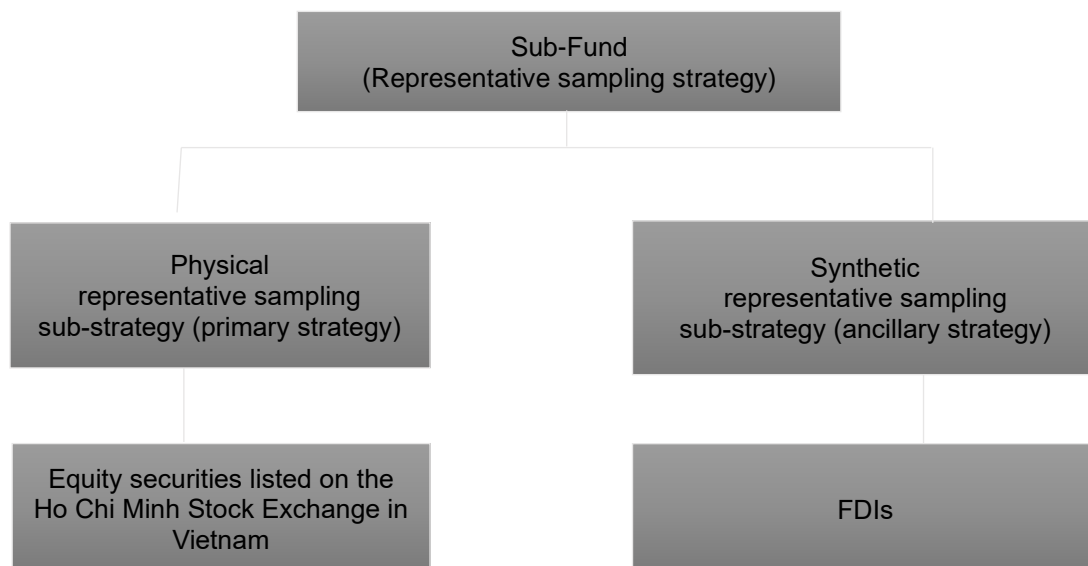 Sub-Fund
(Representative sampling strategy)
Physical
representative sampling
sub-strategy (primary strategy)
Synthetic
representative sampling
sub-strategy (ancillary strategy)
Equity securities listed on the
Ho Chi Minh Stock Exchange in
Vietnam
FDIs